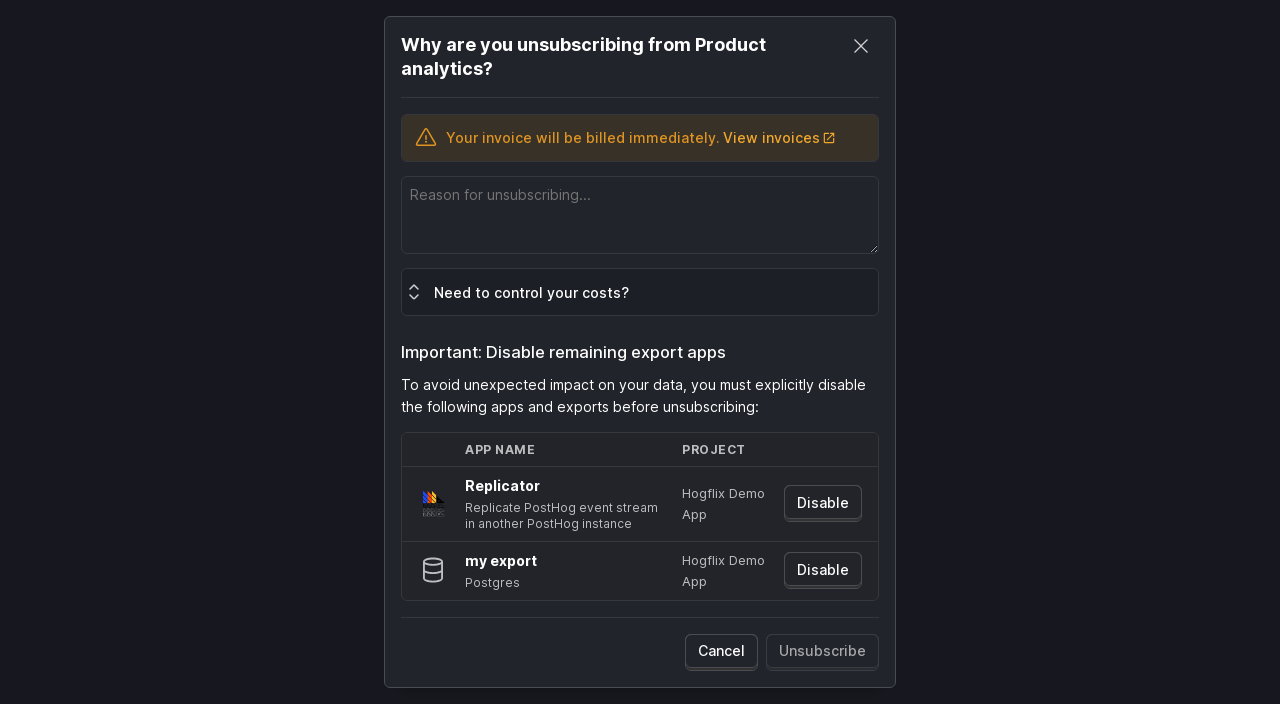 Why are you unsubscribing from Product
analytics?
Your invoice will be billed immediately. View invoices
Reason for unsubscribing...
Need to control your costs?
Important: Disable remaining export apps
To avoid unexpected impact on your data, you must explicitly disable
the following apps and exports before unsubscribing:
APP NAME PROJECT
Replicator
Replicate PostHog event stream
in another PostHog instance
Hogflix Demo
App
Disable
my export
Postgres
Hogflix Demo
App
Disable
Cancel Unsubscribe